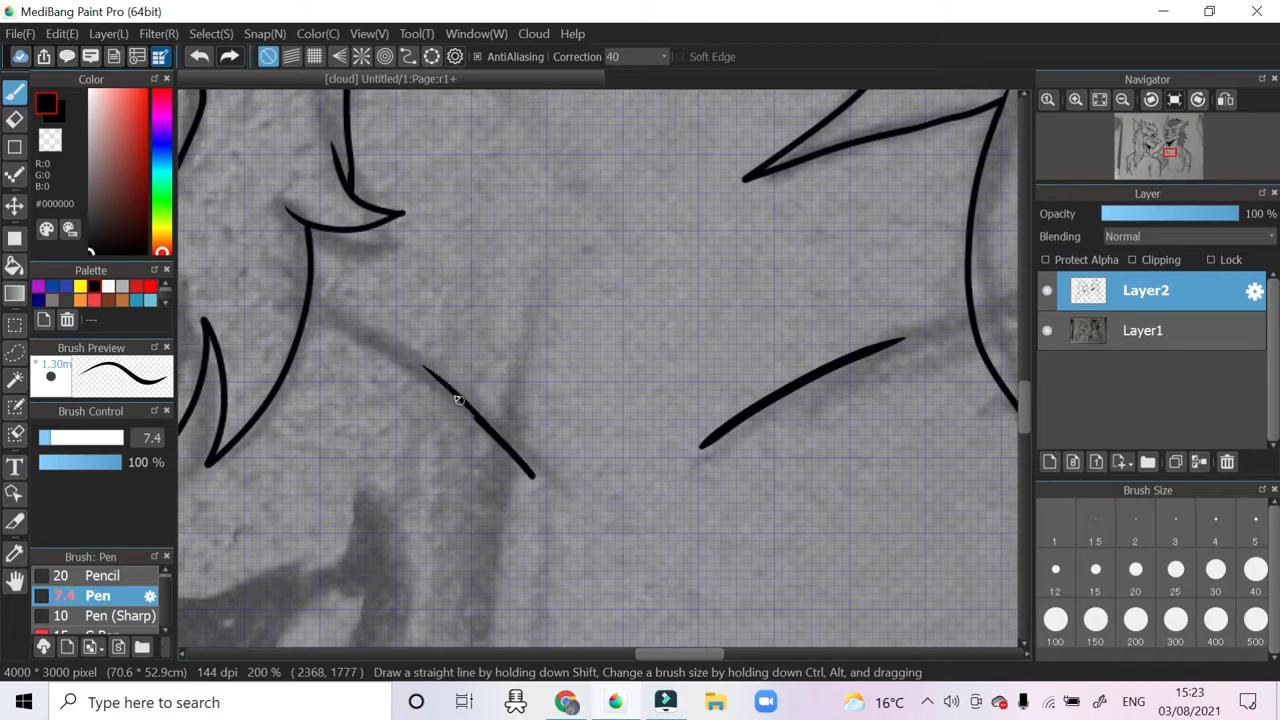 MediBang Paint Pro (64bit)
File(F) Edit(E) Layer(L) Filter(R) Select(S) Snap(N) Color(C) View(V) Tool(T) Window(W) Cloud Help
AntiAliasing Correction 40 Soft Edge
Color
[cloud] Untitled/1:Page:r1+
Navigator
R:0
G:0
B:0
#000000
Layer
Opacity 100 %
Blending Normal
Protect Alpha Clipping Lock
Palette
Layer2
Layer1
---
Brush Preview
* 1.30m
Brush Control
7.4
100 %
T
Brush Size
1 1.5 2 3 4 5
12 15 20 25 30 40
100 150 200 300 400 500
Brush: Pen
20 Pencil
7.4 Pen
10 Pen (Sharp)
4000 * 3000 pixel (70.6 * 52.9cm) 144 dpi 200 % ( 2368, 1777 ) Draw a straight line by holding down Shift, Change a brush size by holding down Ctrl, Alt, and dragging
Type here to search
16°C
ENG
15:23
03/08/2021